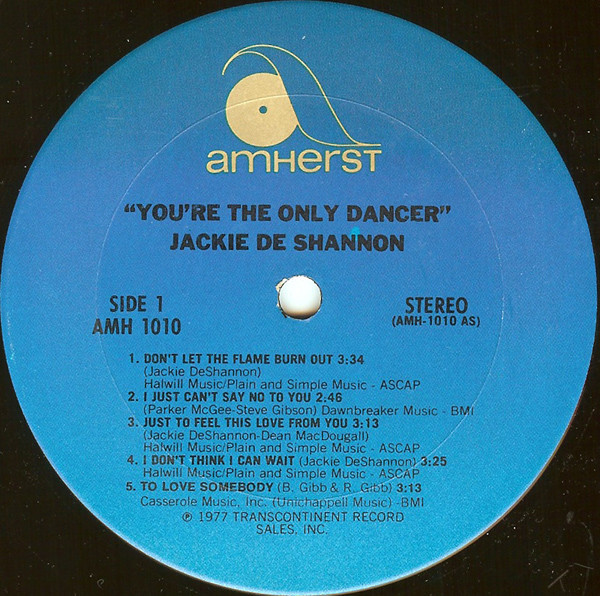 amherst
"YOU'RE THE ONLY DANCER"
JACKIE DE SHANNON
SIDE 1
AMH 1010
STEREO
(AMH-1010 AS)
1. DON'T LET THE FLAME BURN OUT 3:34
(Jackie DeShannon)
Halwill Music/Plain and Simple Music - ASCAP
2. I JUST CAN'T SAY NO TO YOU 2:46
(Parker McGee-Steve Gibson) Dawnbreaker Music - BMI
3. JUST TO FEEL THIS LOVE FROM YOU 3:13
(Jackie DeShannon-Dean MacDougall)
Halwill Music/Plain and Simple Music - ASCAP
4. I DON'T THINK I CAN WAIT (Jackie DeShannon) 3:25
Halwill Music/Plain and Simple Music - ASCAP
5. TO LOVE SOMEBODY (B. Gibb & R. Gibb) 3:13
Casserole Music, Inc. (Unichappell Music) -BMI
℗ 1977 TRANSCONTINENT RECORD
SALES, INC.